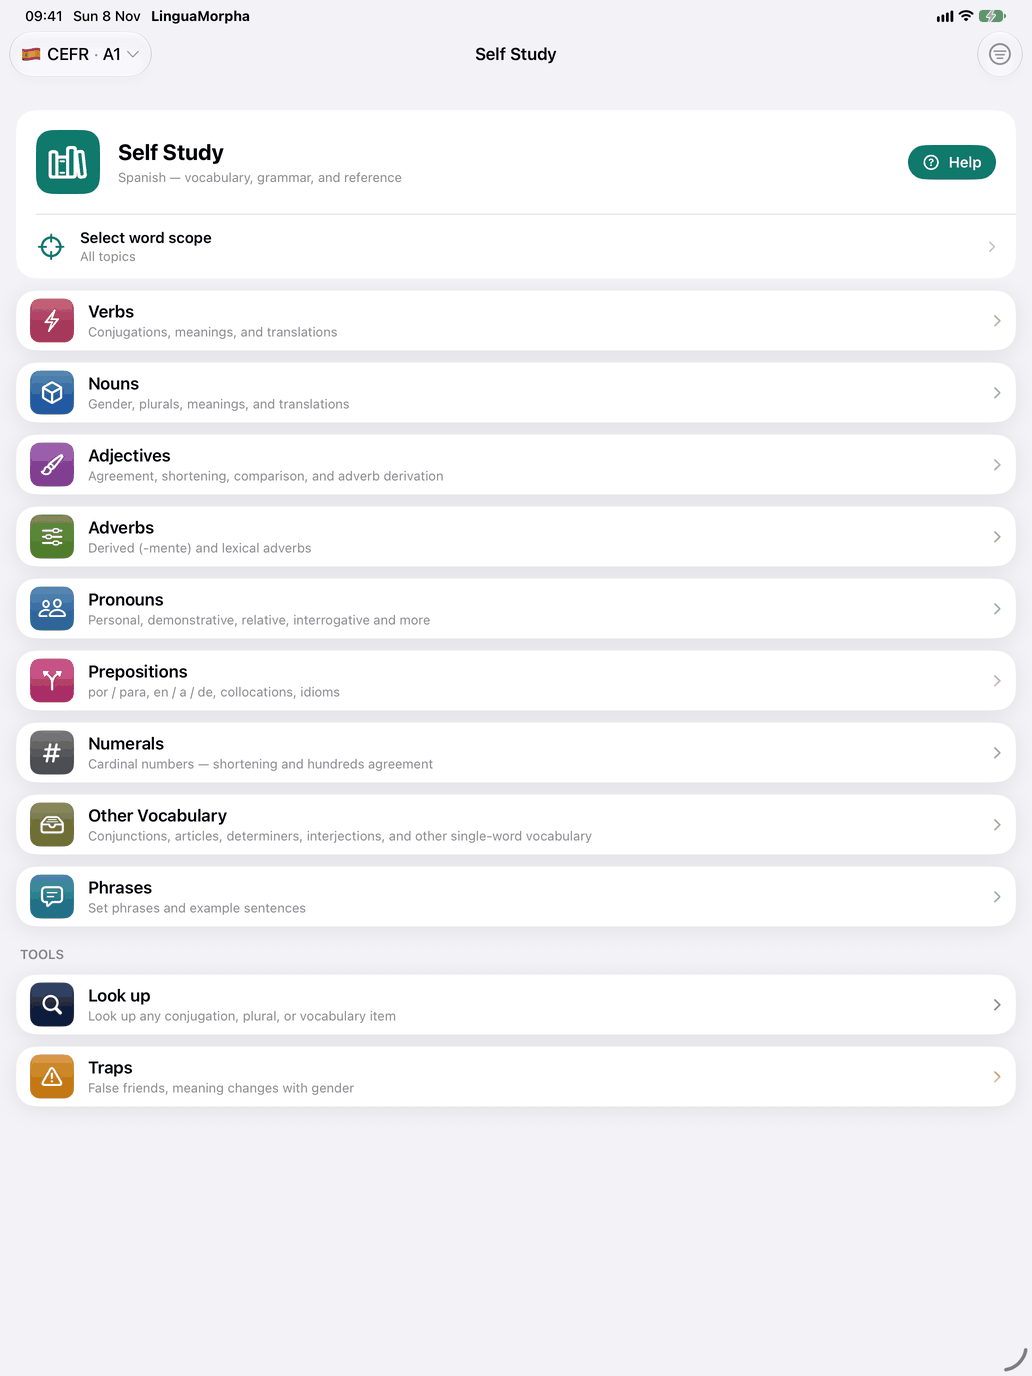 09:41 Sun 8 Nov LinguaMorpha
CEFR · A1
Self Study
Self Study
Spanish — vocabulary, grammar, and reference
Help
Select word scope
All topics
Verbs
Conjugations, meanings, and translations
Nouns
Gender, plurals, meanings, and translations
Adjectives
Agreement, shortening, comparison, and adverb derivation
Adverbs
Derived (-mente) and lexical adverbs
Pronouns
Personal, demonstrative, relative, interrogative and more
Prepositions
por / para, en / a / de, collocations, idioms
Numerals
Cardinal numbers — shortening and hundreds agreement
Other Vocabulary
Conjunctions, articles, determiners, interjections, and other single-word vocabulary
Phrases
Set phrases and example sentences
TOOLS
Look up
Look up any conjugation, plural, or vocabulary item
Traps
False friends, meaning changes with gender